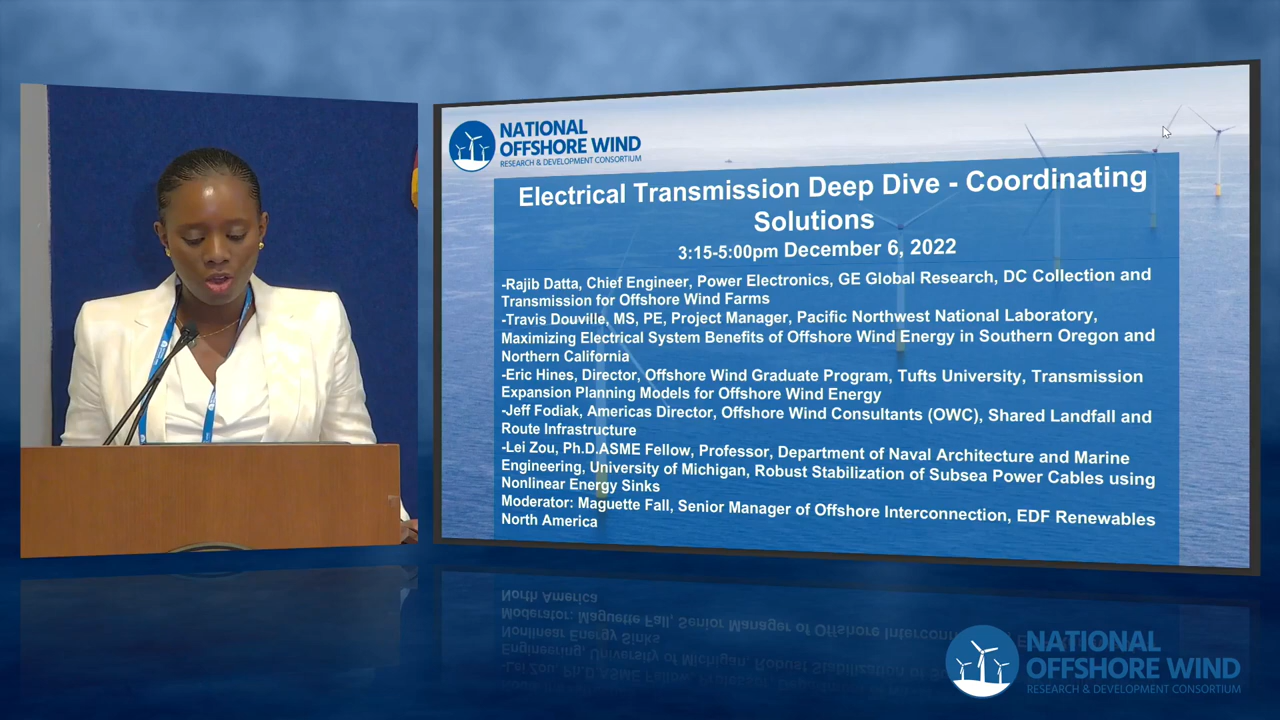 NATIONAL
OFFSHORE WIND
RESEARCH & DEVELOPMENT CONSORTIUM
Electrical Transmission Deep Dive - Coordinating
Solutions
3:15-5:00pm December 6, 2022
-Rajib Datta, Chief Engineer, Power Electronics, GE Global Research, DC Collection and
Transmission for Offshore Wind Farms
-Travis Douville, MS, PE, Project Manager, Pacific Northwest National Laboratory,
Maximizing Electrical System Benefits of Offshore Wind Energy in Southern Oregon and
Northern California
-Eric Hines, Director, Offshore Wind Graduate Program, Tufts University, Transmission
Expansion Planning Models for Offshore Wind Energy
-Jeff Fodiak, Americas Director, Offshore Wind Consultants (OWC), Shared Landfall and
Route Infrastructure
-Lei Zou, Ph.D.ASME Fellow, Professor, Department of Naval Architecture and Marine
Engineering, University of Michigan, Robust Stabilization of Subsea Power Cables using
Nonlinear Energy Sinks
Moderator: Maguette Fall, Senior Manager of Offshore Interconnection, EDF Renewables
North America
NATIONAL
OFFSHORE WIND
RESEARCH & DEVELOPMENT CONSORTIUM